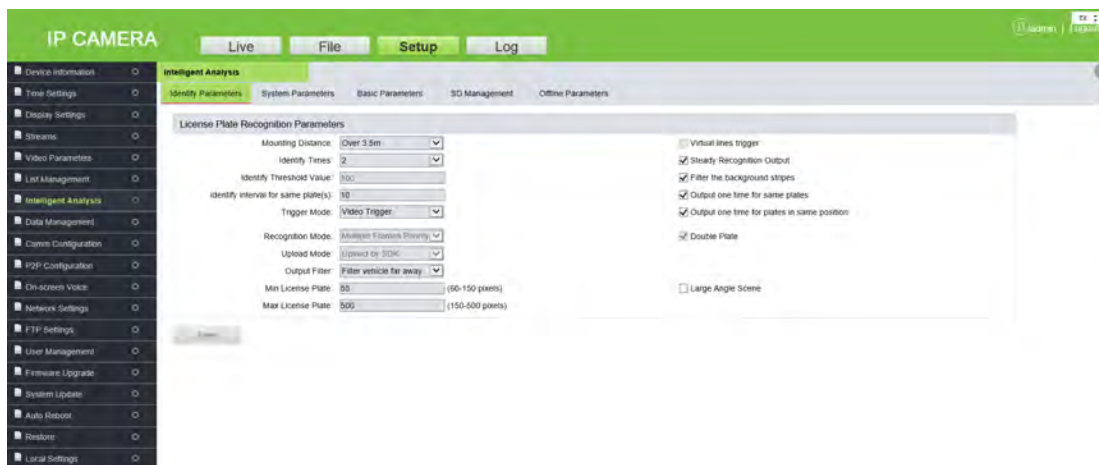 IP CAMERA
Live File Setup Log
admin |
Device Information
Time Settings
Display Settings
Streams
Video Parameters
List Management
Intelligent Analysis
Data Management
Comm Configuration
P2P Configuration
On-screen Voice
Network Settings
FTP Settings
User Management
Firmware Upgrade
System Update
Auto Reboot
Restore
Local Settings
Intelligent Analysis
Identify Parameters System Parameters Basic Parameters SD Management Offline Parameters
License Plate Recognition Parameters
Mounting Distance: Over 3.5m
Identify Times: 2
Identify Threshold Value: 100
identify interval for same plate(s): 10
Trigger Mode: Video Trigger
Recognition Mode: Multiple Frames Priority
Upload Mode: Upload by SDK
Output Filter: Filter vehicle far away
Min License Plate: (60-150 pixels)
Max License Plate: 500 (150-500 pixels)
Virtual lines trigger
Steady Recognition Output
Filter the background stripes
Output one time for same plates
Output one time for plates in same position
Double Plate
Large Angle Scene